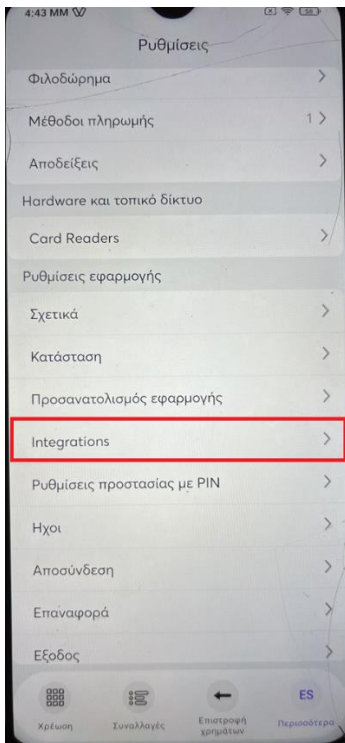 4:43 MM
58
Ρυθμίσεις
Φιλοδώρημα
Μέθοδοι πληρωμής 1
Αποδείξεις
Hardware και τοπικό δίκτυο
Card Readers
Ρυθμίσεις εφαρμογής
Σχετικά
Κατάσταση
Προσανατολισμός εφαρμογής
Integrations
Ρυθμίσεις προστασίας με PIN
Ηχοι
Αποσύνδεση
Επαναφορά
Εξοδος
ES
Χρέωση Συναλλαγές Επιστροφή χρημάτων Περισσότερα